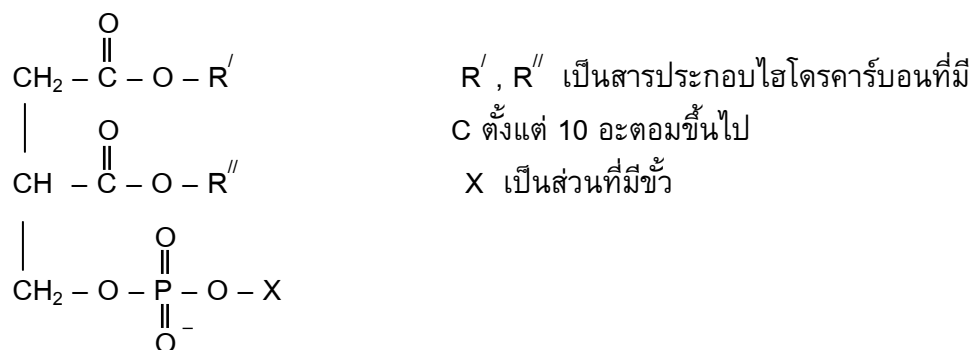 O
CH₂ – C – O – R/ R/ , R// เป็นสารประกอบไฮโดรคาร์บอนที่มี
O C ตั้งแต่ 10 อะตอมขึ้นไป
CH – C – O – R// X เป็นส่วนที่มีขั้ว
O
CH₂ – O – P – O – X
O⁻